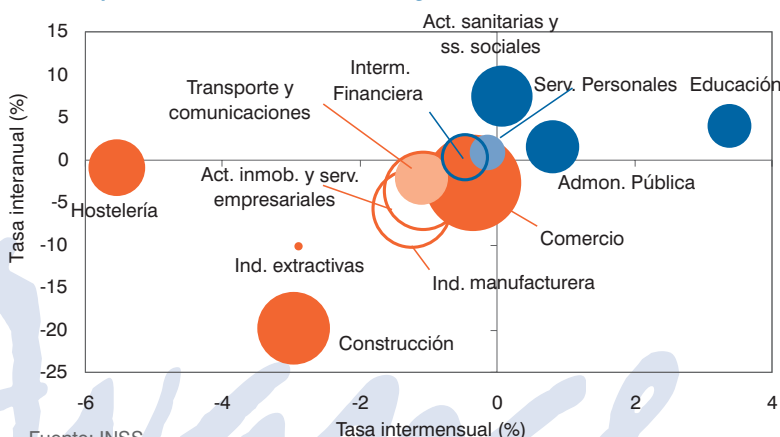 Act. sanitarias y
ss. sociales
Interm.
Financiera
Serv. Personales
Educación
Transporte y
comunicaciones
Act. inmob. y serv.
empresariales
Admon. Pública
Hostelería
Comercio
Ind. extractivas
Ind. manufacturera
Construcción
Tasa interanual (%)
15
10
5
0
-5
-10
-15
-20
-25
-6
-4
-2
0
2
4
Tasa intermensual (%)
Fuente: INSS